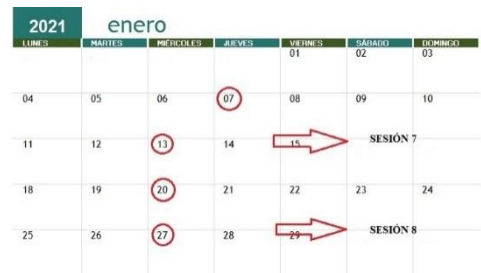 2021 enero
LUNES MARTES MIÉRCOLES JUEVES VIERNES SÁBADO DOMINGO
01 02 03
04 05 06 07 08 09 10
11 12 13 14 15 SESIÓN 7
18 19 20 21 22 23 24
25 26 27 28 29 SESIÓN 8